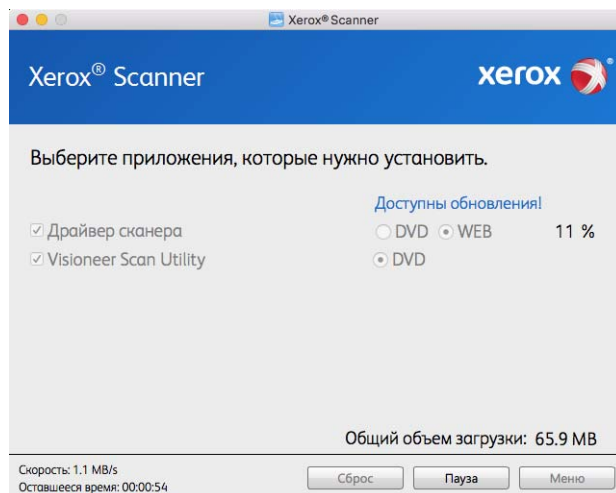 Xerox® Scanner
Xerox® Scanner
xerox
Выберите приложения, которые нужно установить.
Доступны обновления!
Драйвер сканера DVD WEB 11 %
Visioneer Scan Utility DVD
Общий объем загрузки: 65.9 MB
Скорость: 1.1 MB/s
Оставшееся время: 00:00:54
Сброс Пауза Меню